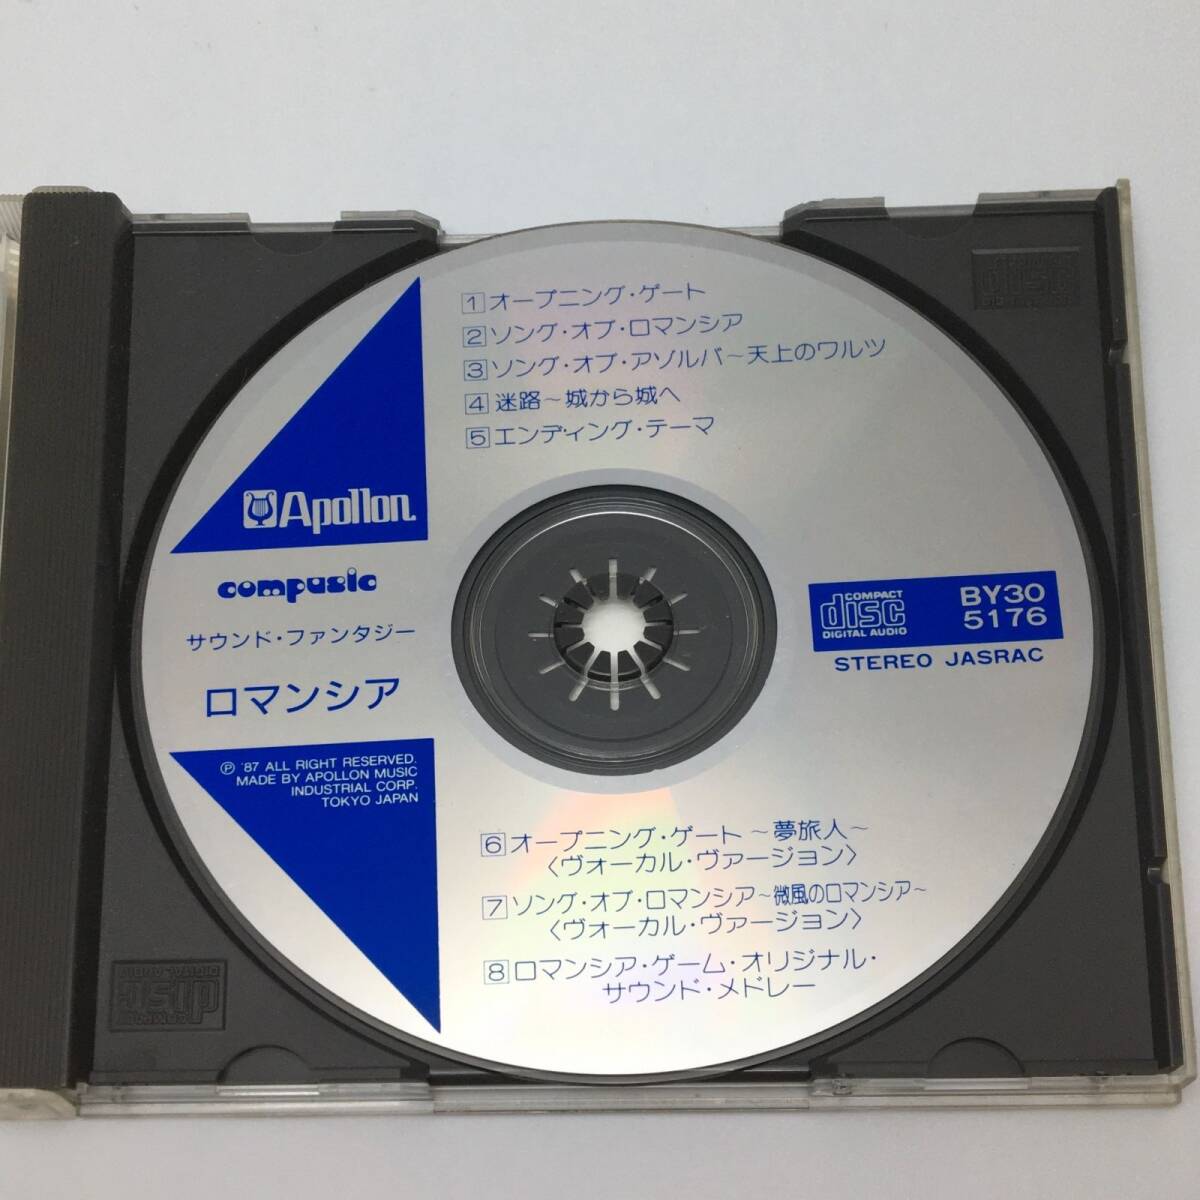 1 オープニング・ゲート
2 ソング・オブ・ロマンシア
3 ソング・オブ・アゾルバ～天上のワルツ
4 迷路～城から城へ
5 エンディング・テーマ
Apollon
compusic
サウンド・ファンタジー
ロマンシア
COMPACT
disc
DIGITAL AUDIO
BY30
5176
STEREO JASRAC
Ⓟ '87 ALL RIGHT RESERVED.
MADE BY APOLLON MUSIC
INDUSTRIAL CORP.
TOKYO JAPAN
6 オープニング・ゲート ～夢旅人～
〈ヴォーカル・ヴァージョン〉
7 ソング・オブ・ロマンシア～微風のロマンシア～
〈ヴォーカル・ヴァージョン〉
8 ロマンシア・ゲーム・オリジナル・
サウンド・メドレー
disc
COMPACT
disc
DIGITAL AUDIO